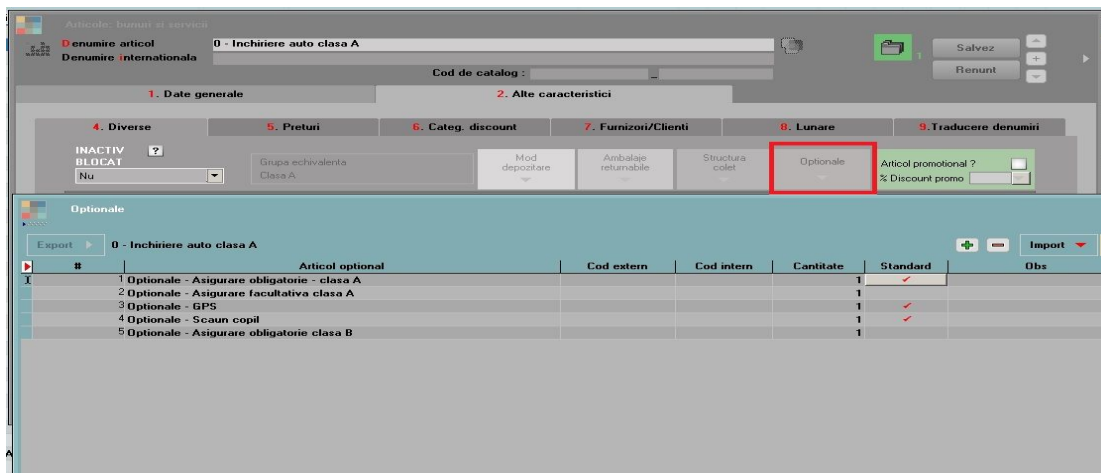 Articole: bunuri si servicii
Denumire articol 0 - Inchiriere auto clasa A
Denumire internationala
Cod de catalog : _
1 Salvez
Renunt
1. Date generale 2. Alte caracteristici
4. Diverse 5. Preturi 6. Categ. discount 7. Furnizori/Clienti 8. Lunare 9.Traducere denumiri
INACTIV ?
BLOCAT
Nu
Grupa echivalenta
Clasa A
Mod
depozitare
Ambalaje
returnabile
Structura
colet
Optionale
Articol promotional ?
% Discount promo
Optionale
Export 0 - Inchiriere auto clasa A Import
# Articol optional Cod extern Cod intern Cantitate Standard Obs
1 Optionale - Asigurare obligatorie - clasa A 1 ✓
2 Optionale - Asigurare facultativa clasa A 1
3 Optionale - GPS 1 ✓
4 Optionale - Scaun copil 1 ✓
5 Optionale - Asigurare obligatorie clasa B 1